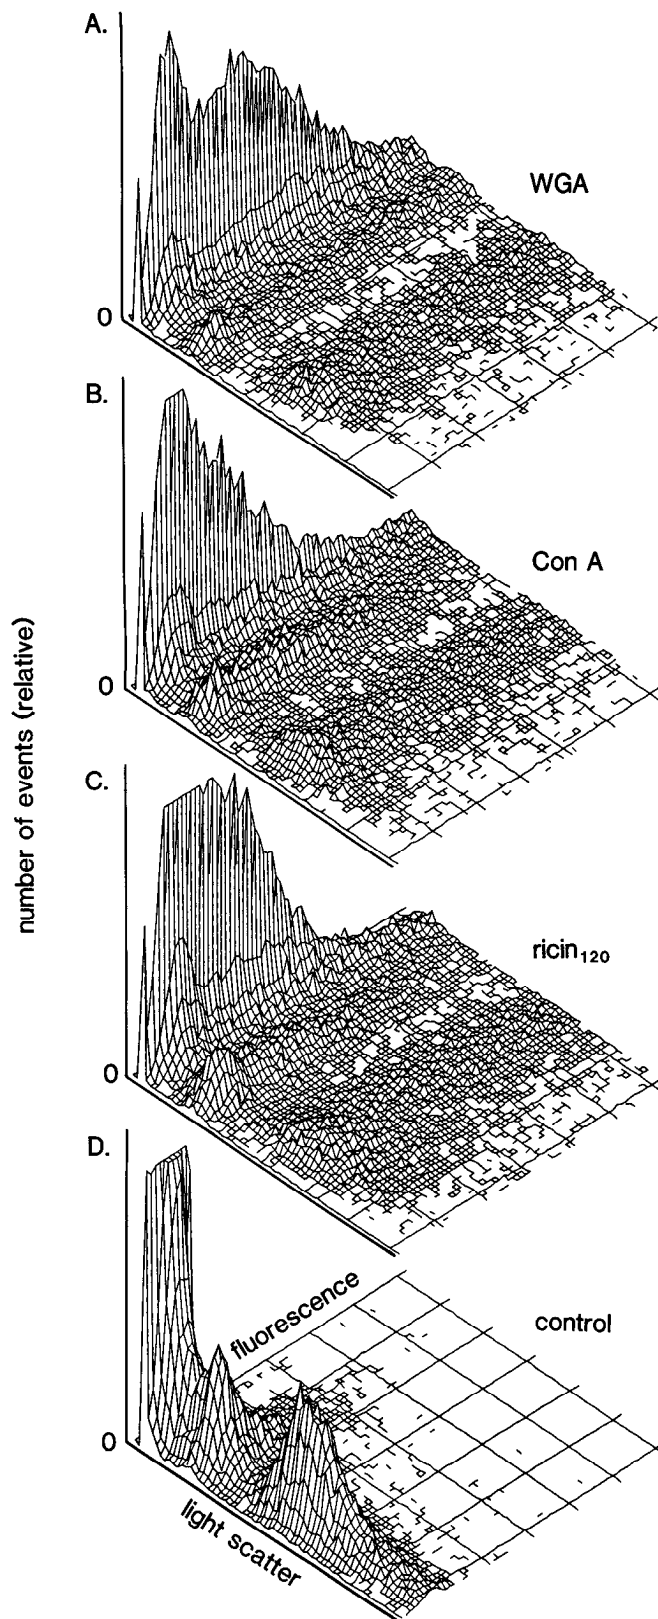 A.
WGA
0
B.
Con A
0
number of events (relative)
C.
ricin₁₂₀
0
D.
fluorescence
control
0
light scatter